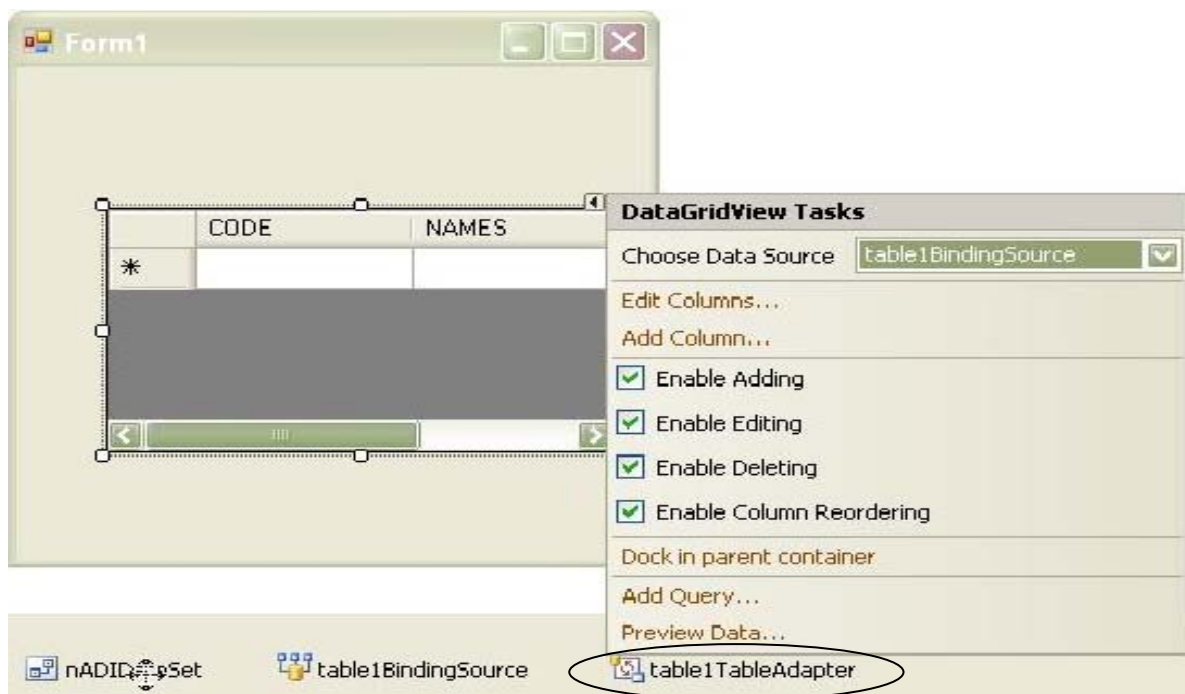 Form1
CODE NAMES
DataGridView Tasks
Choose Data Source table1BindingSource
Edit Columns...
Add Column...
Enable Adding
Enable Editing
Enable Deleting
Enable Column Reordering
Dock in parent container
Add Query...
Preview Data...
table1BindingSource table1TableAdapter